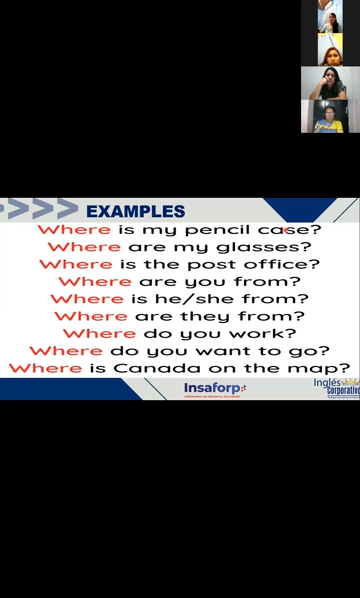 EXAMPLES
Where is my pencil case?
Where are my glasses?
Where is the post office?
Where are you from?
Where is he/she from?
Where are they from?
Where do you work?
Where do you want to go?
Where is Canada on the map?
Insaforp
Inglés
corporativo